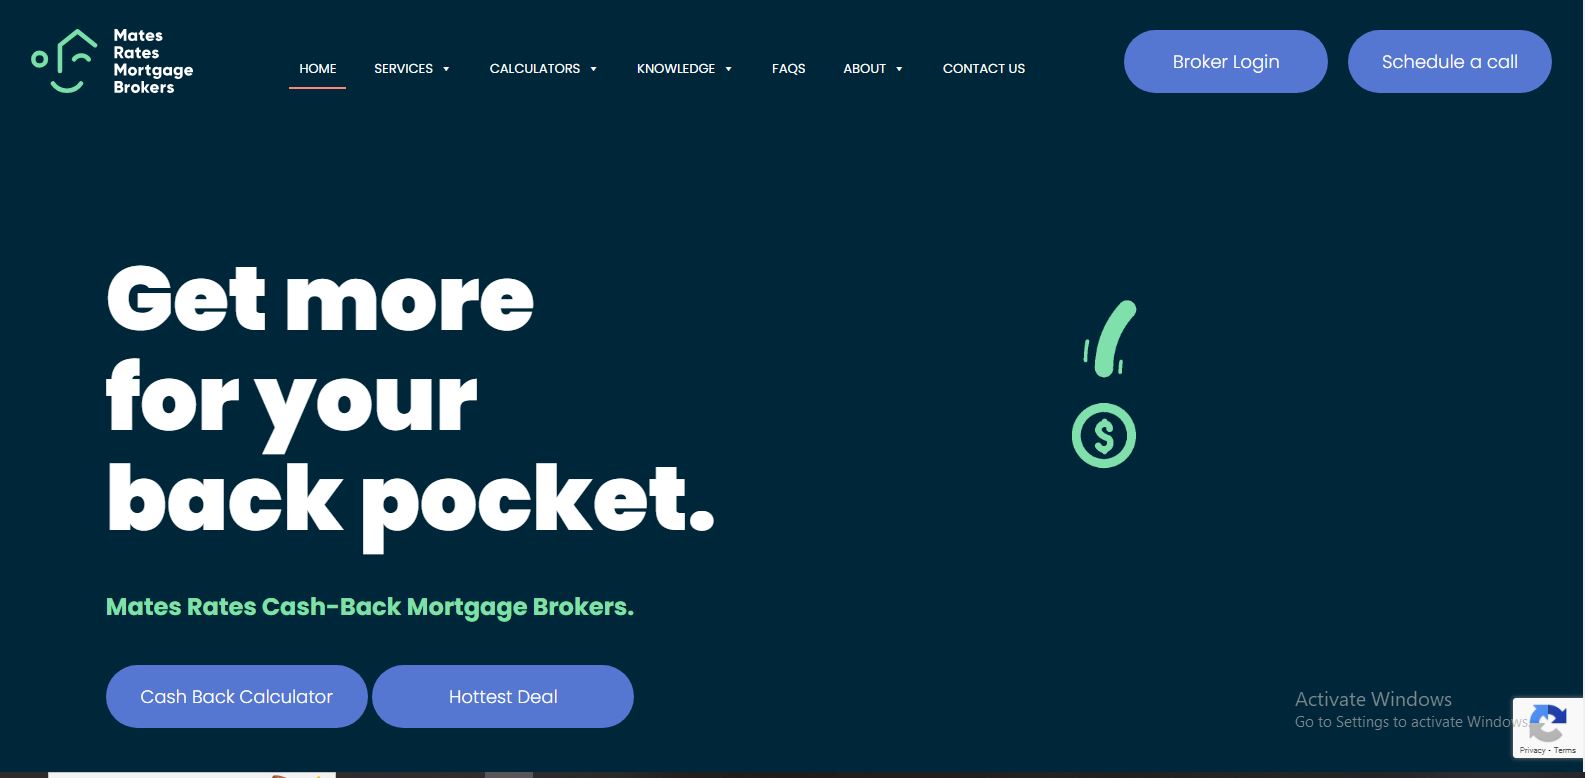 Mates
Rates
Mortgage
Brokers
HOME SERVICES CALCULATORS KNOWLEDGE FAQS ABOUT CONTACT US
Broker Login
Schedule a call
Get more
for your
back pocket.
$
Mates Rates Cash-Back Mortgage Brokers.
Cash Back Calculator
Hottest Deal
Activate Windows
Go to Settings to activate Windows.
Privacy - Terms